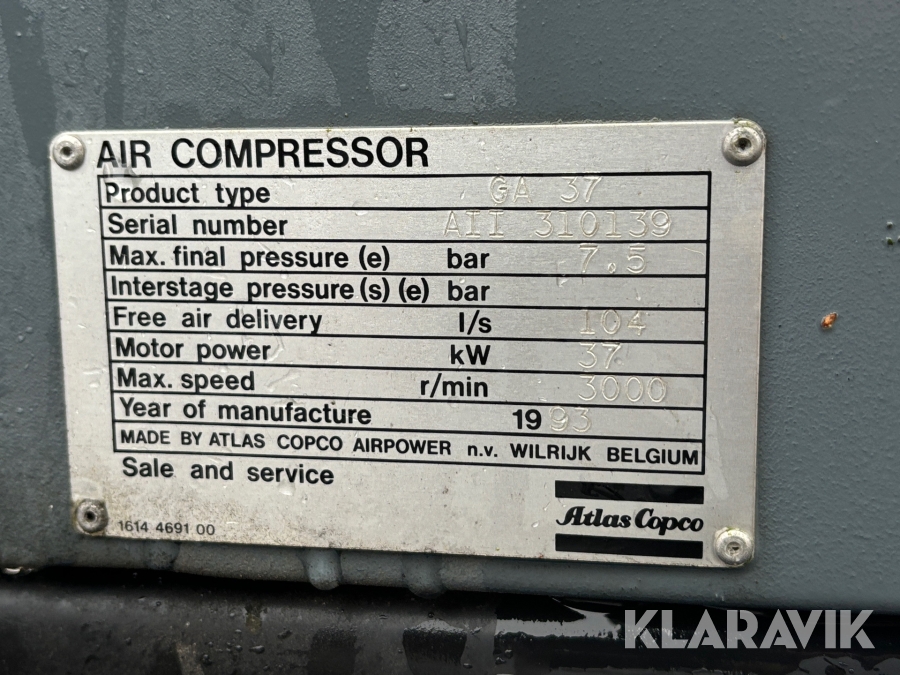 AIR COMPRESSOR
Product type GA 37
Serial number AII 310139
Max. final pressure (e) bar 7.5
Interstage pressure(s) (e) bar
Free air delivery l/s 104
Motor power kW 37
Max. speed r/min 3000
Year of manufacture 1993
MADE BY ATLAS COPCO AIRPOWER n.v. WILRIJK BELGIUM
Sale and service
Atlas Copco
1614 4691 00
KLARAVIK